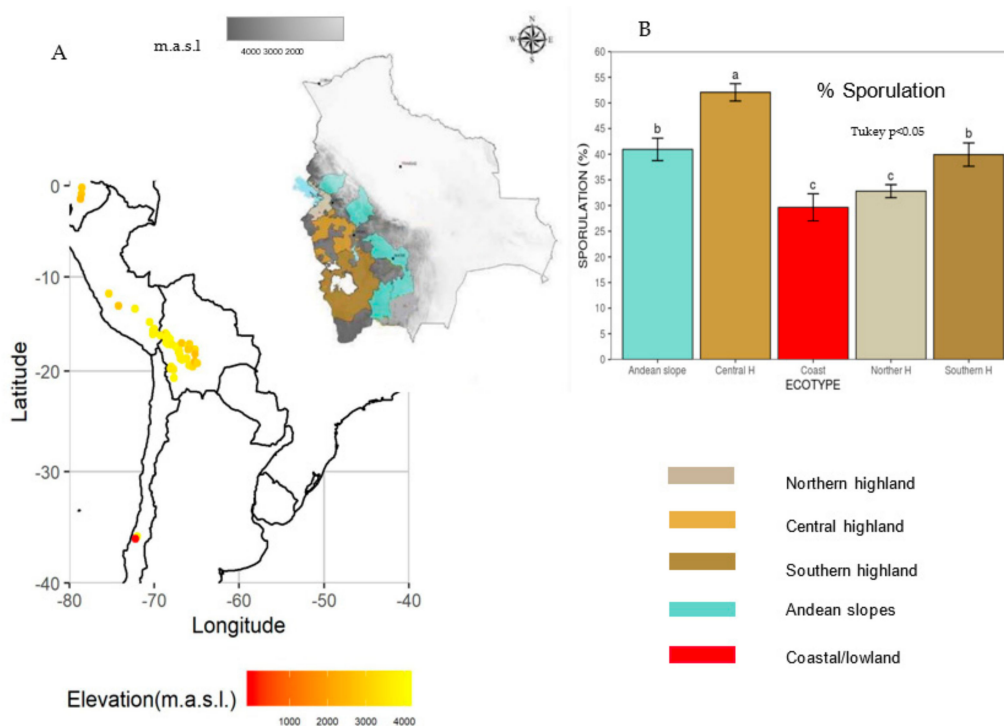 A
m.a.s.l
4000 3000 2000
N
W E
S
0
-10
-20
-30
-40
Latitude
-80 -70 -60 -50 -40
Longitude
Elevation(m.a.s.l.)
1000 2000 3000 4000
B
% Sporulation
Tukey p<0.05
60
55
50
45
40
35
30
25
20
15
10
5
0
SPORULATION (%)
b
a
c
c
b
Andean slope Central H Coast Norther H Southern H
ECOTYPE
Northern highland
Central highland
Southern highland
Andean slopes
Coastal/lowland